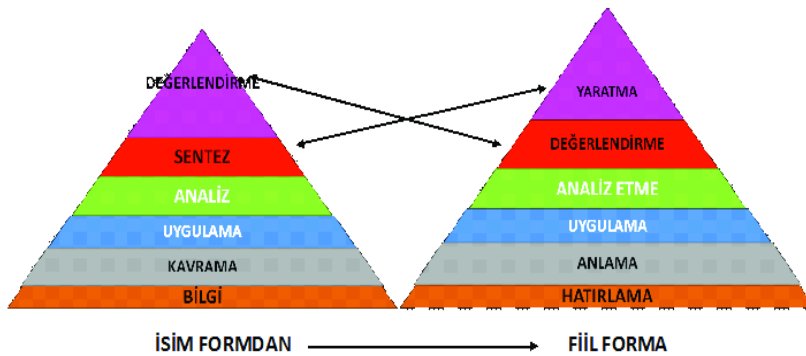 DEĞERLENDİRME
SENTEZ
ANALİZ
UYGULAMA
KAVRAMA
BİLGİ
YARATMA
DEĞERLENDİRME
ANALİZ ETME
UYGULAMA
ANLAMA
HATIRLAMA
İSİM FORMDAN
FİİL FORMA